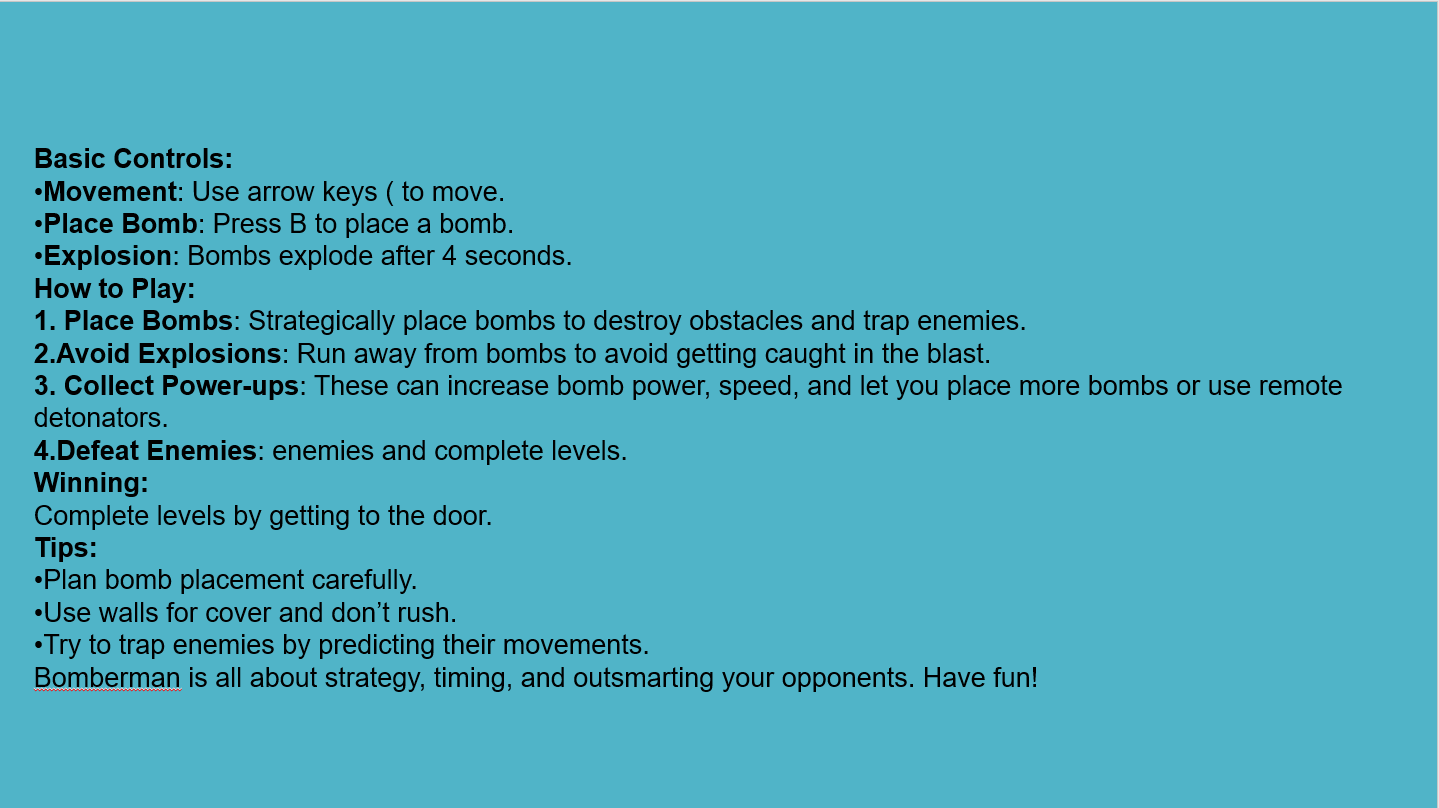 Basic Controls:
•Movement: Use arrow keys ( to move.
•Place Bomb: Press B to place a bomb.
•Explosion: Bombs explode after 4 seconds.
How to Play:
1. Place Bombs: Strategically place bombs to destroy obstacles and trap enemies.
2.Avoid Explosions: Run away from bombs to avoid getting caught in the blast.
3. Collect Power-ups: These can increase bomb power, speed, and let you place more bombs or use remote
detonators.
4.Defeat Enemies: enemies and complete levels.
Winning:
Complete levels by getting to the door.
Tips:
•Plan bomb placement carefully.
•Use walls for cover and don’t rush.
•Try to trap enemies by predicting their movements.
Bomberman is all about strategy, timing, and outsmarting your opponents. Have fun!